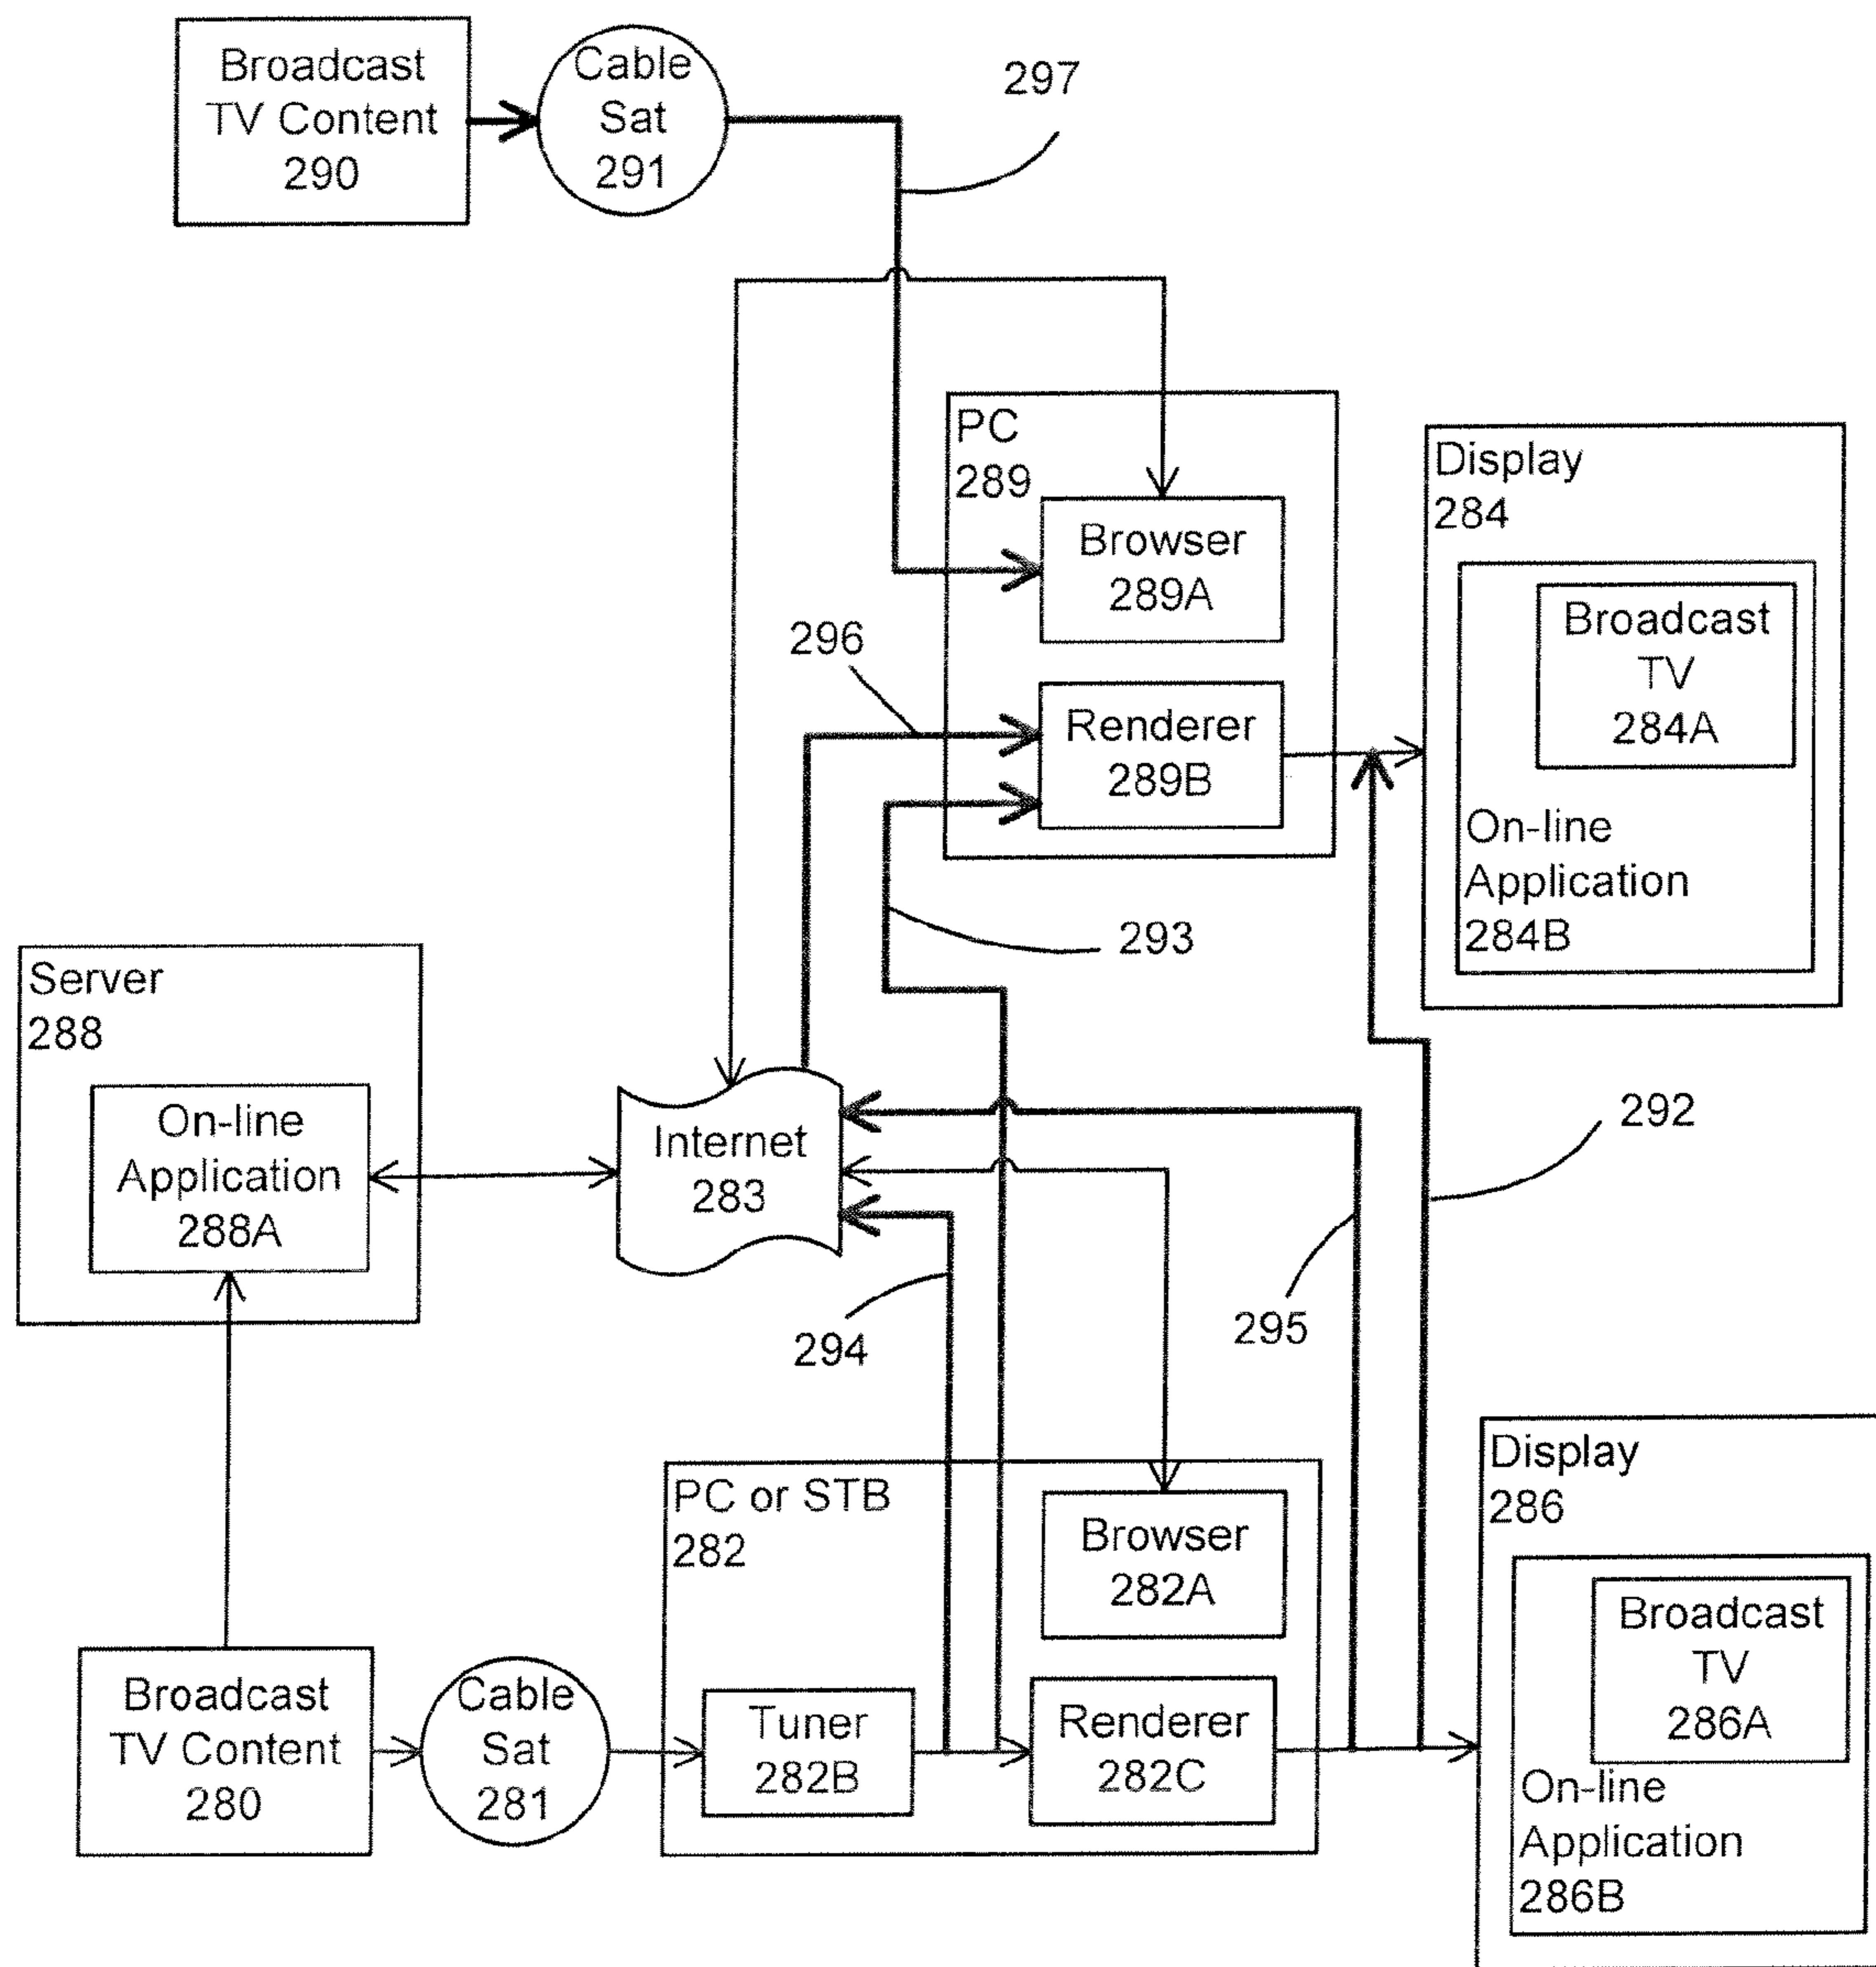 Broadcast
TV Content
290
Cable
Sat
291
297
PC
289
Browser
289A
Renderer
289B
Display
284
Broadcast
TV
284A
On-line
Application
284B
296
293
Server
288
On-line
Application
288A
Internet
283
292
295
294
PC or STB
282
Browser
282A
Tuner
282B
Renderer
282C
Broadcast
TV Content
280
Cable
Sat
281
Display
286
Broadcast
TV
286A
On-line
Application
286B